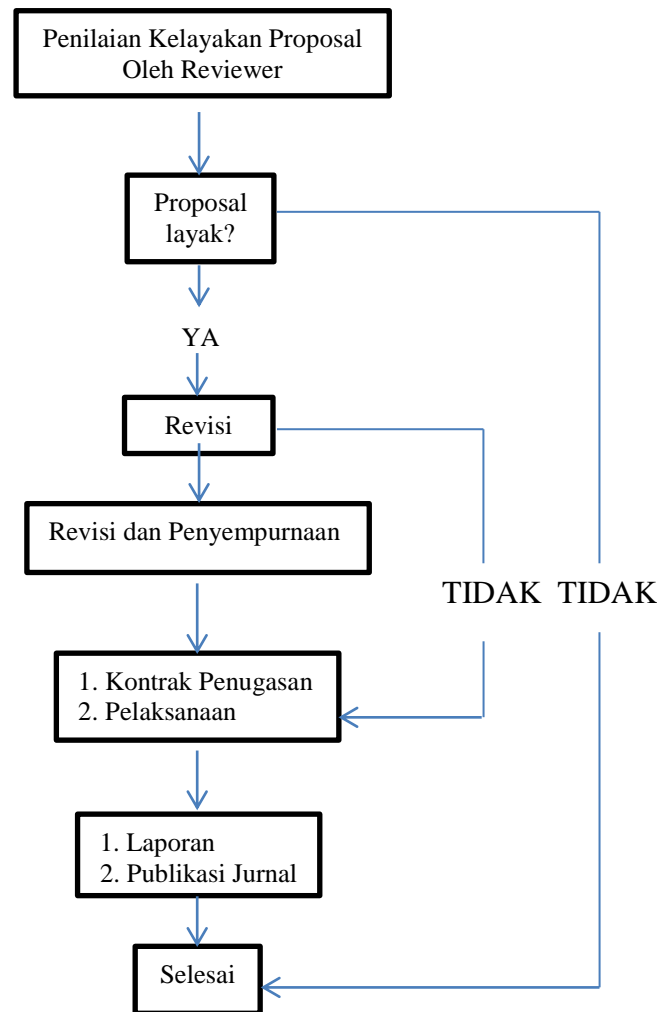 Penilaian Kelayakan Proposal
Oleh Reviewer
Proposal
layak?
YA
Revisi
Revisi dan Penyempurnaan
TIDAK
TIDAK
1. Kontrak Penugasan
2. Pelaksanaan
1. Laporan
2. Publikasi Jurnal
Selesai